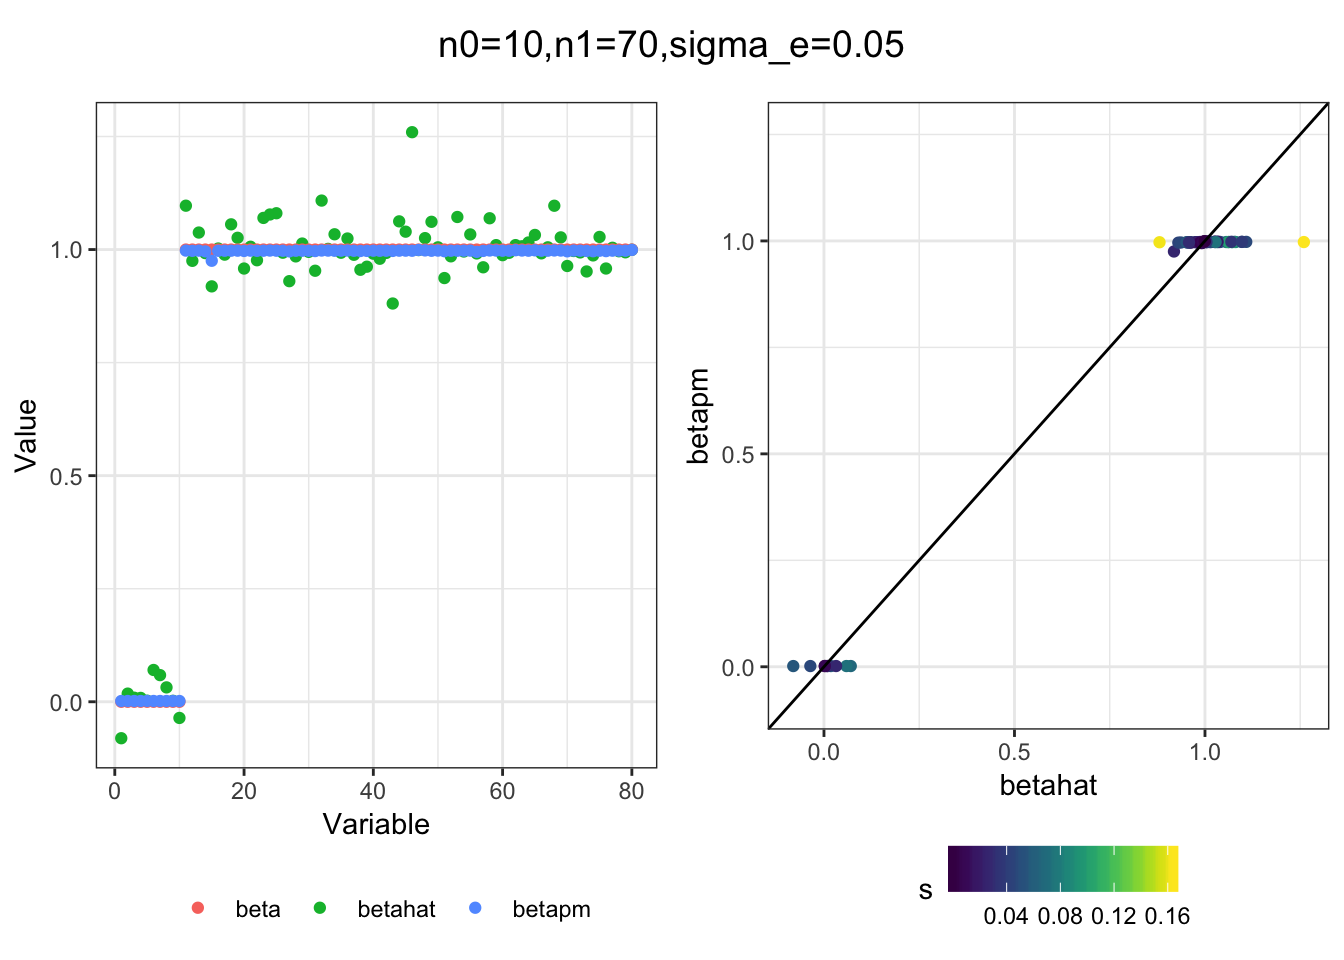 n0=10,n1=70,sigma_e=0.05
Value
1.0
0.5
0.0
0 20 40 60 80
Variable
beta betahat betapm
betapm
1.0
0.5
0.0
0.0 0.5 1.0
betahat
s
0.04 0.08 0.12 0.16